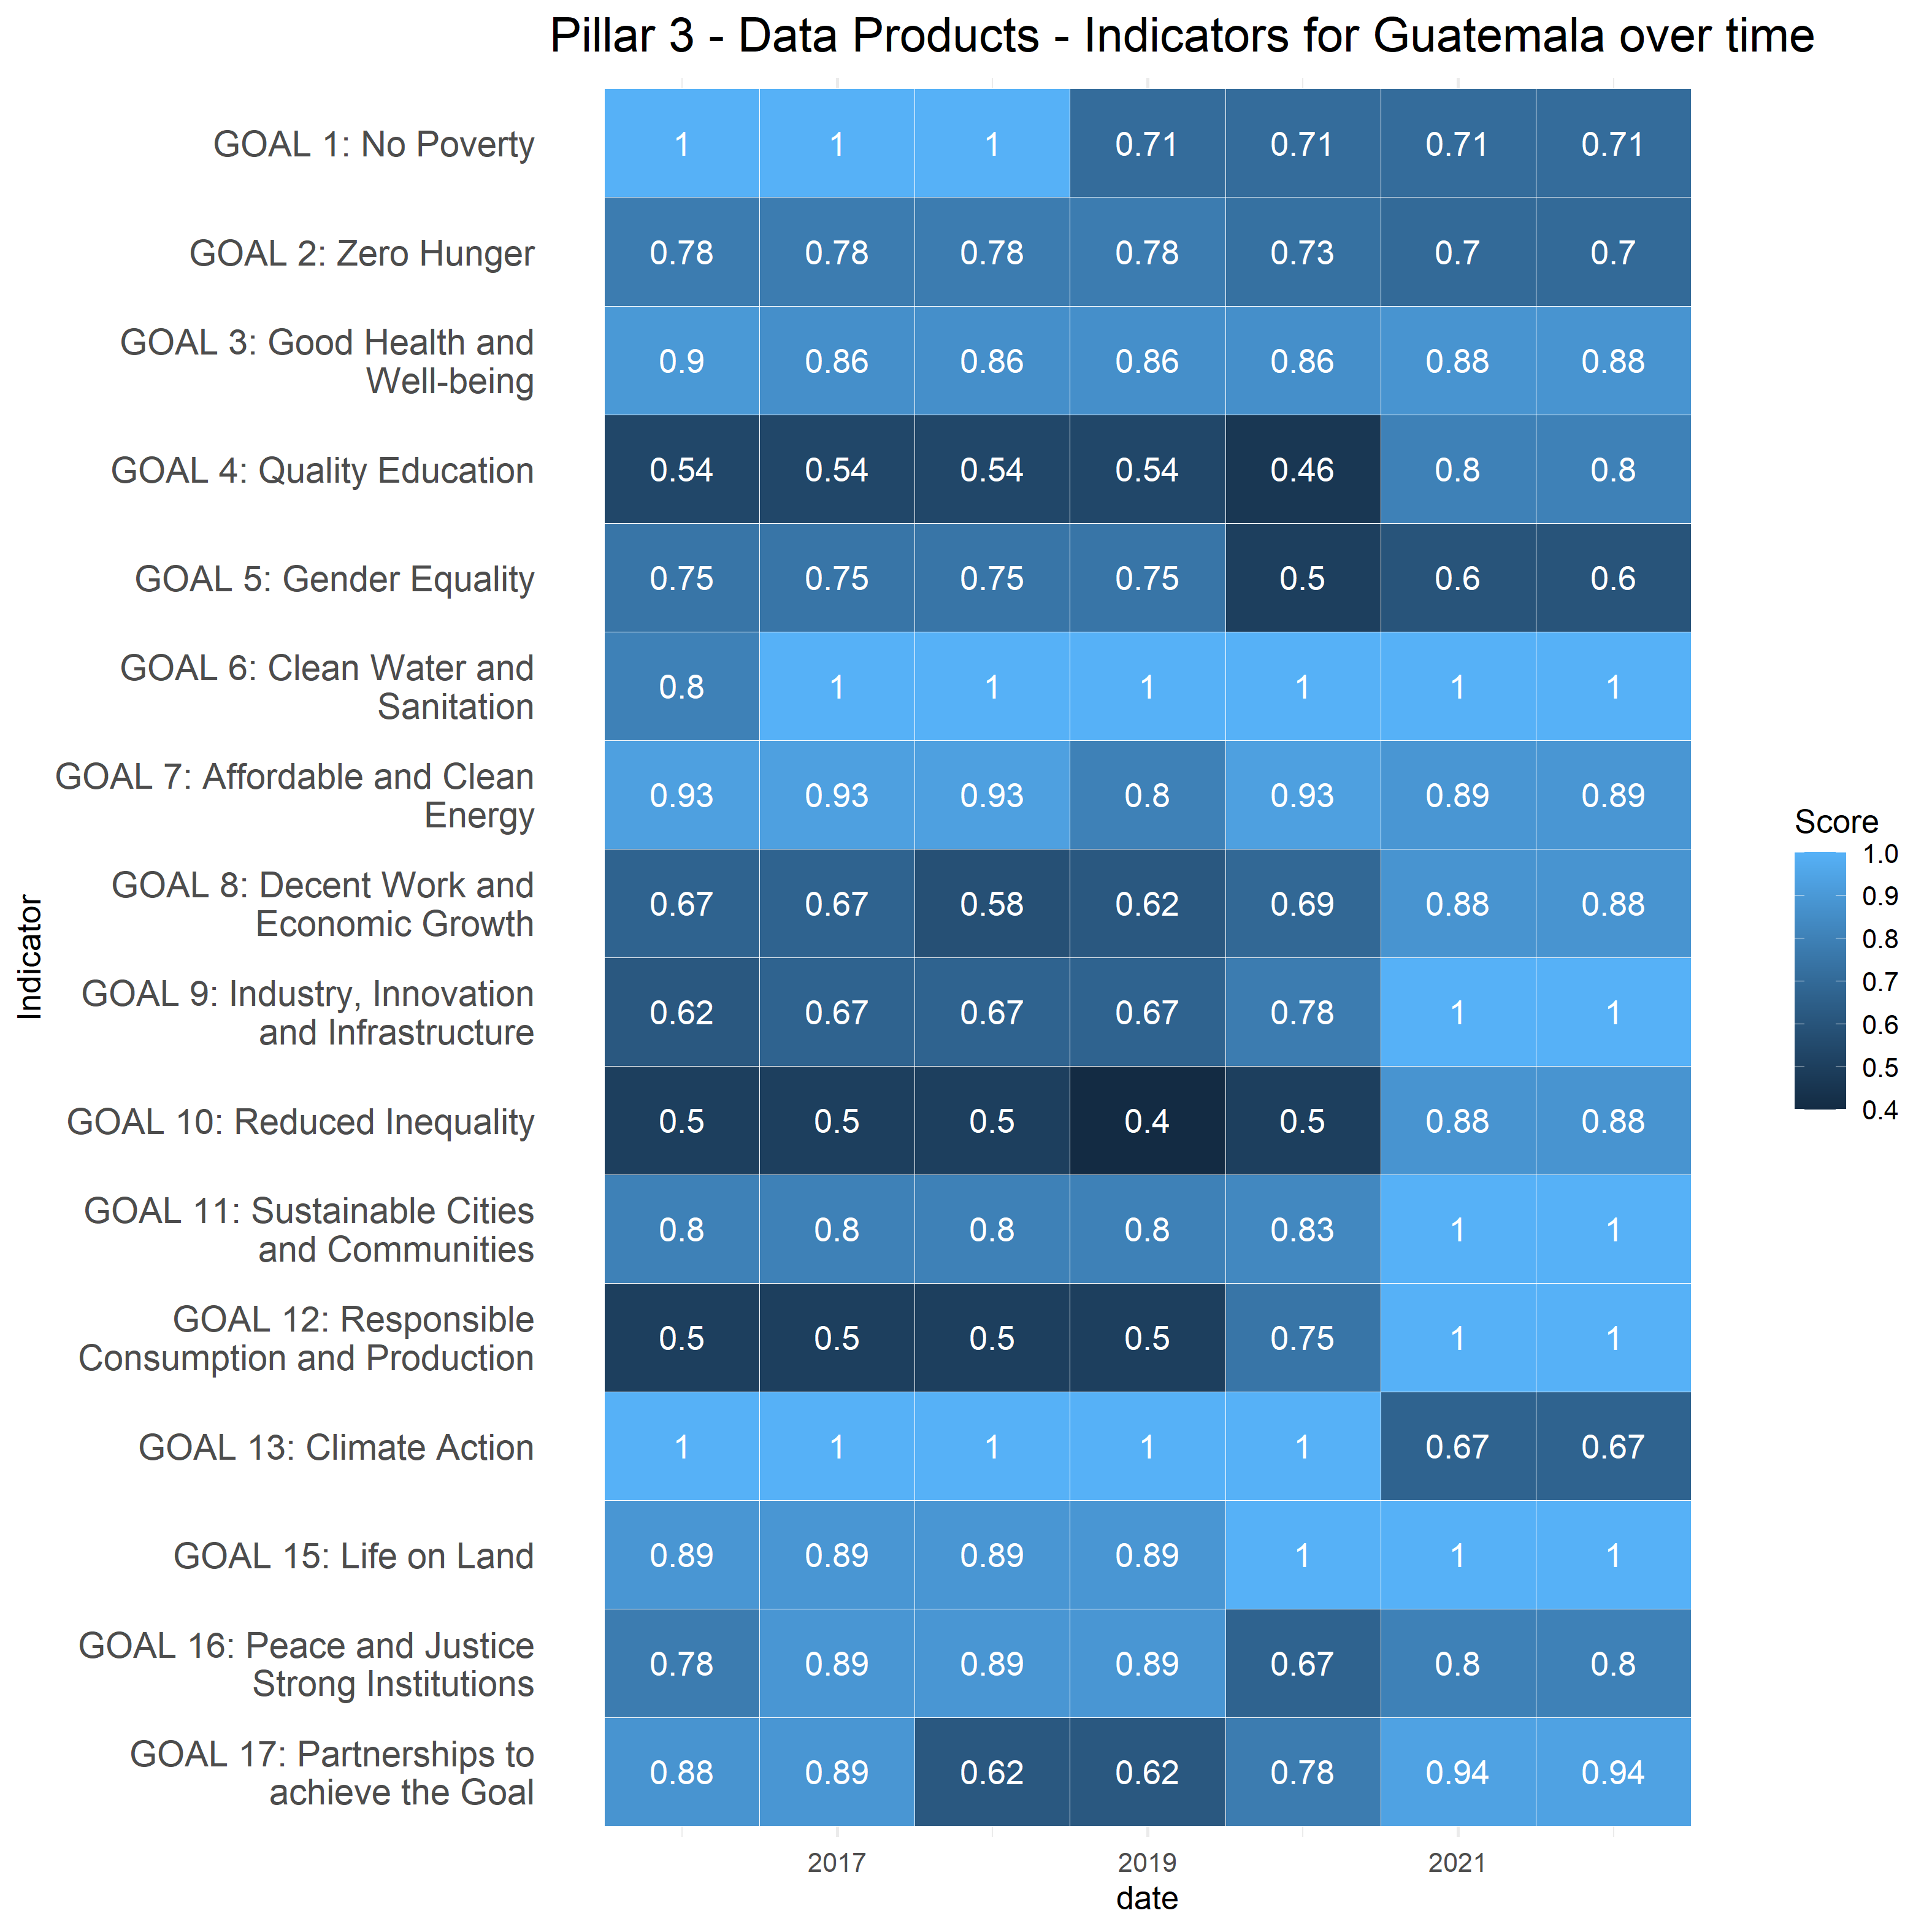 Pillar 3 - Data Products - Indicators for Guatemala over time
GOAL 1: No Poverty
1 1 1 0.71 0.71 0.71 0.71
GOAL 2: Zero Hunger
0.78 0.78 0.78 0.78 0.73 0.7 0.7
GOAL 3: Good Health and
Well-being
0.9 0.86 0.86 0.86 0.86 0.88 0.88
GOAL 4: Quality Education
0.54 0.54 0.54 0.54 0.46 0.8 0.8
GOAL 5: Gender Equality
0.75 0.75 0.75 0.75 0.5 0.6 0.6
GOAL 6: Clean Water and
Sanitation
0.8 1 1 1 1 1 1
GOAL 7: Affordable and Clean
Energy
0.93 0.93 0.93 0.8 0.93 0.89 0.89
GOAL 8: Decent Work and
Economic Growth
0.67 0.67 0.58 0.62 0.69 0.88 0.88
GOAL 9: Industry, Innovation
and Infrastructure
0.62 0.67 0.67 0.67 0.78 1 1
GOAL 10: Reduced Inequality
0.5 0.5 0.5 0.4 0.5 0.88 0.88
GOAL 11: Sustainable Cities
and Communities
0.8 0.8 0.8 0.8 0.83 1 1
GOAL 12: Responsible
Consumption and Production
0.5 0.5 0.5 0.5 0.75 1 1
GOAL 13: Climate Action
1 1 1 1 1 0.67 0.67
GOAL 15: Life on Land
0.89 0.89 0.89 0.89 1 1 1
GOAL 16: Peace and Justice
Strong Institutions
0.78 0.89 0.89 0.89 0.67 0.8 0.8
GOAL 17: Partnerships to
achieve the Goal
0.88 0.89 0.62 0.62 0.78 0.94 0.94
2017 2019 2021
date
Indicator
Score
1.0
0.9
0.8
0.7
0.6
0.5
0.4